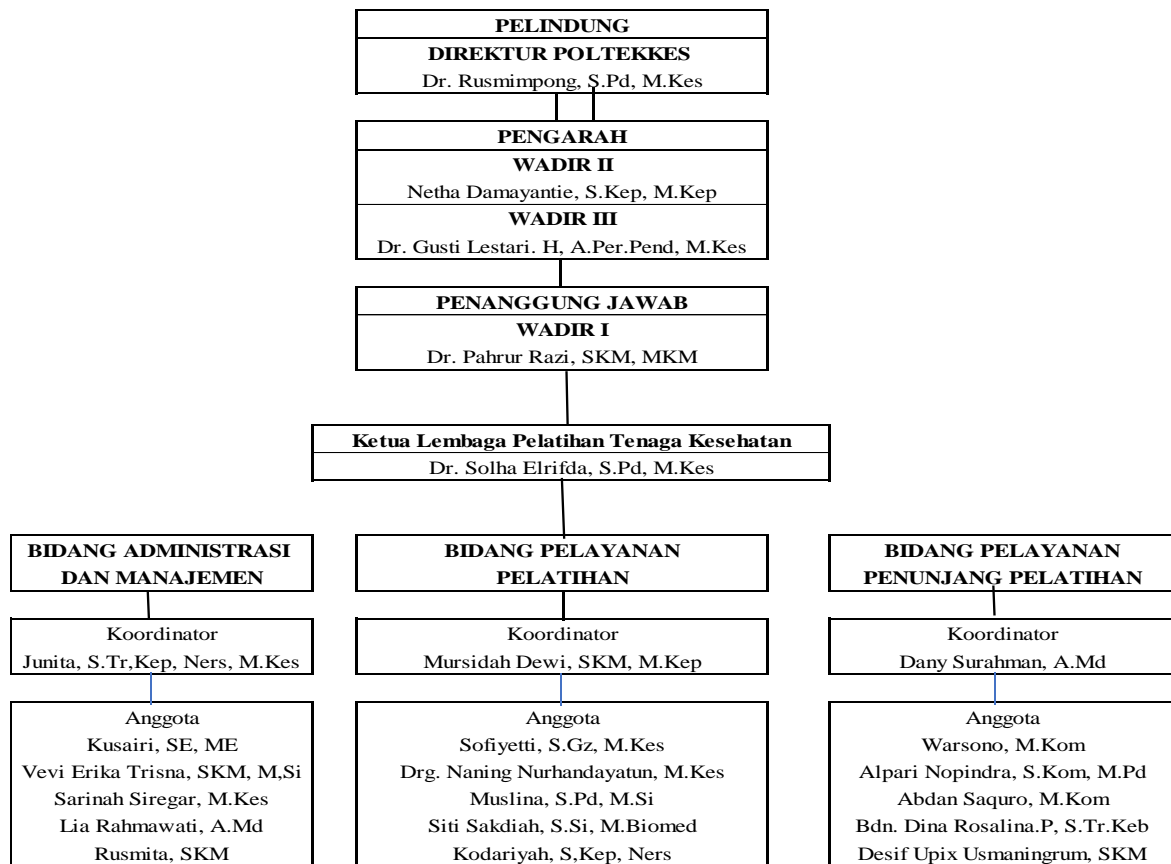 PELINDUNG
DIREKTUR POLTEKKES
Dr. Rusmimpong, S.Pd, M.Kes
PENGARAH
WADIR II
Netha Damayantie, S.Kep, M.Kep
WADIR III
Dr. Gusti Lestari. H, A.Per.Pend, M.Kes
PENANGGUNG JAWAB
WADIR I
Dr. Pahrur Razi, SKM, MKM
Ketua Lembaga Pelatihan Tenaga Kesehatan
Dr. Solha Elrifda, S.Pd, M.Kes
BIDANG ADMINISTRASI
DAN MANAJEMEN
Koordinator
Junita, S.Tr,Kep, Ners, M.Kes
Anggota
Kusairi, SE, ME
Vevi Erika Trisna, SKM, M,Si
Sarinah Siregar, M.Kes
Lia Rahmawati, A.Md
Rusmita, SKM
BIDANG PELAYANAN
PELATIHAN
Koordinator
Mursidah Dewi, SKM, M.Kep
Anggota
Sofiyetti, S.Gz, M.Kes
Drg. Naning Nurhandayatun, M.Kes
Muslina, S.Pd, M.Si
Siti Sakdiah, S.Si, M.Biomed
Kodariyah, S,Kep, Ners
BIDANG PELAYANAN
PENUNJANG PELATIHAN
Koordinator
Dany Surahman, A.Md
Anggota
Warsono, M.Kom
Alpari Nopindra, S.Kom, M.Pd
Abdan Saquro, M.Kom
Bdn. Dina Rosalina.P, S.Tr.Keb
Desif Upix Usmaningrum, SKM